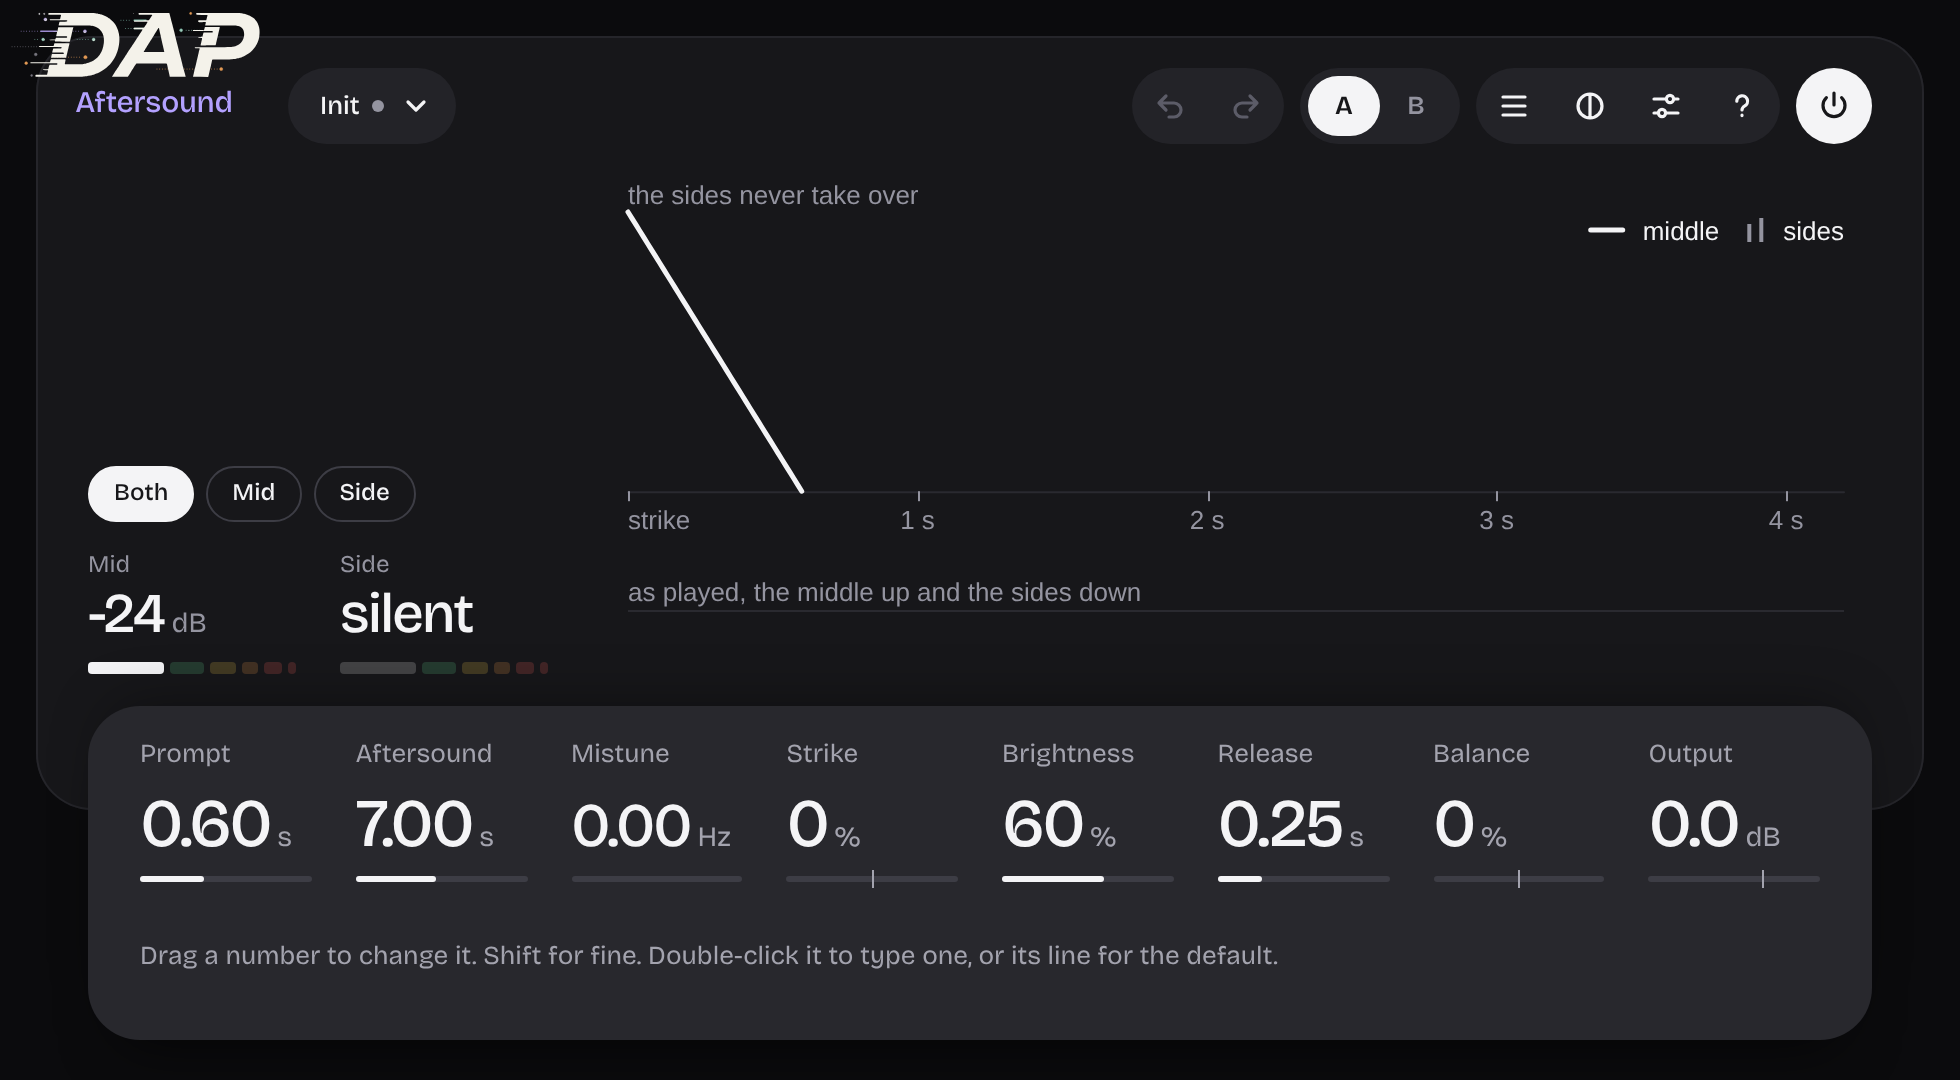 DAP
Aftersound
Init
A B
?
the sides never take over
middle sides
Both Mid Side
strike 1 s 2 s 3 s 4 s
Mid Side
-24 dB silent
as played, the middle up and the sides down
Prompt Aftersound Mistune Strike Brightness Release Balance Output
0.60 s 7.00 s 0.00 Hz 0 % 60 % 0.25 s 0 % 0.0 dB
Drag a number to change it. Shift for fine. Double-click it to type one, or its line for the default.